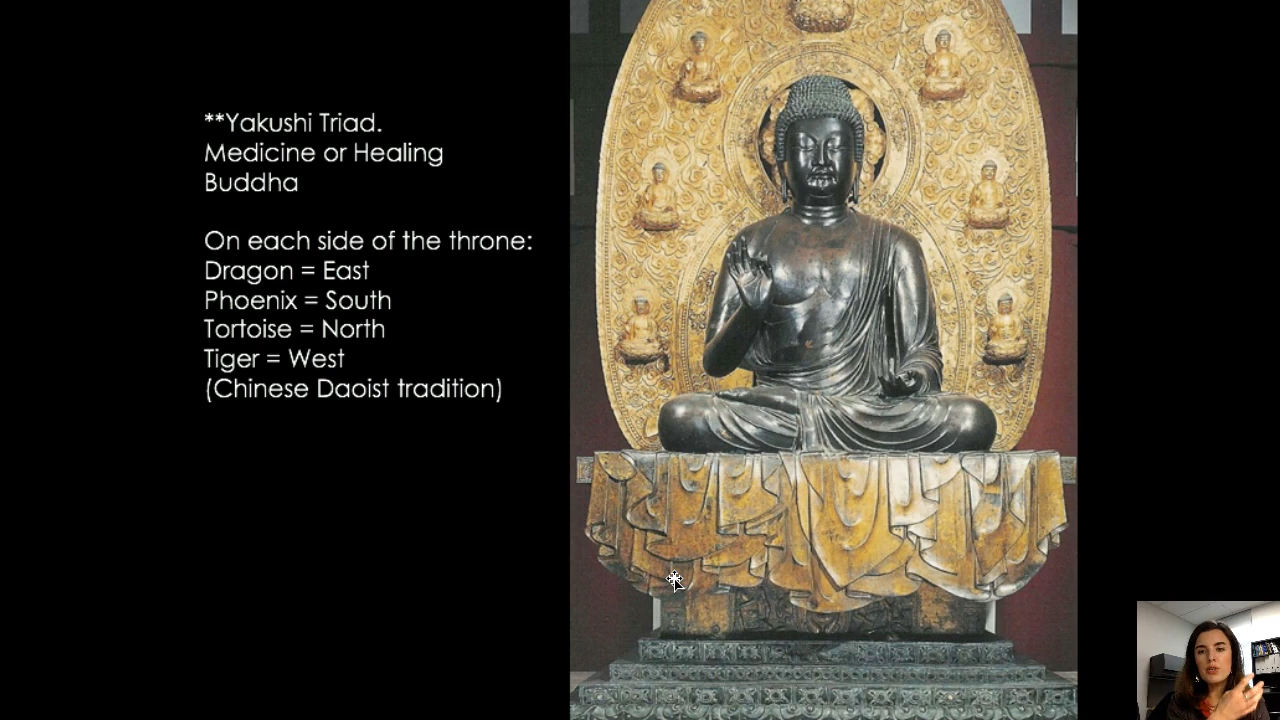 **Yakushi Triad.
Medicine or Healing
Buddha
On each side of the throne:
Dragon = East
Phoenix = South
Tortoise = North
Tiger = West
(Chinese Daoist tradition)